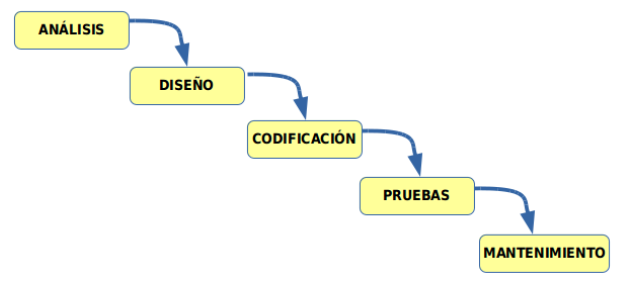 ANÁLISIS
DISEÑO
CODIFICACIÓN
PRUEBAS
MANTENIMIENTO